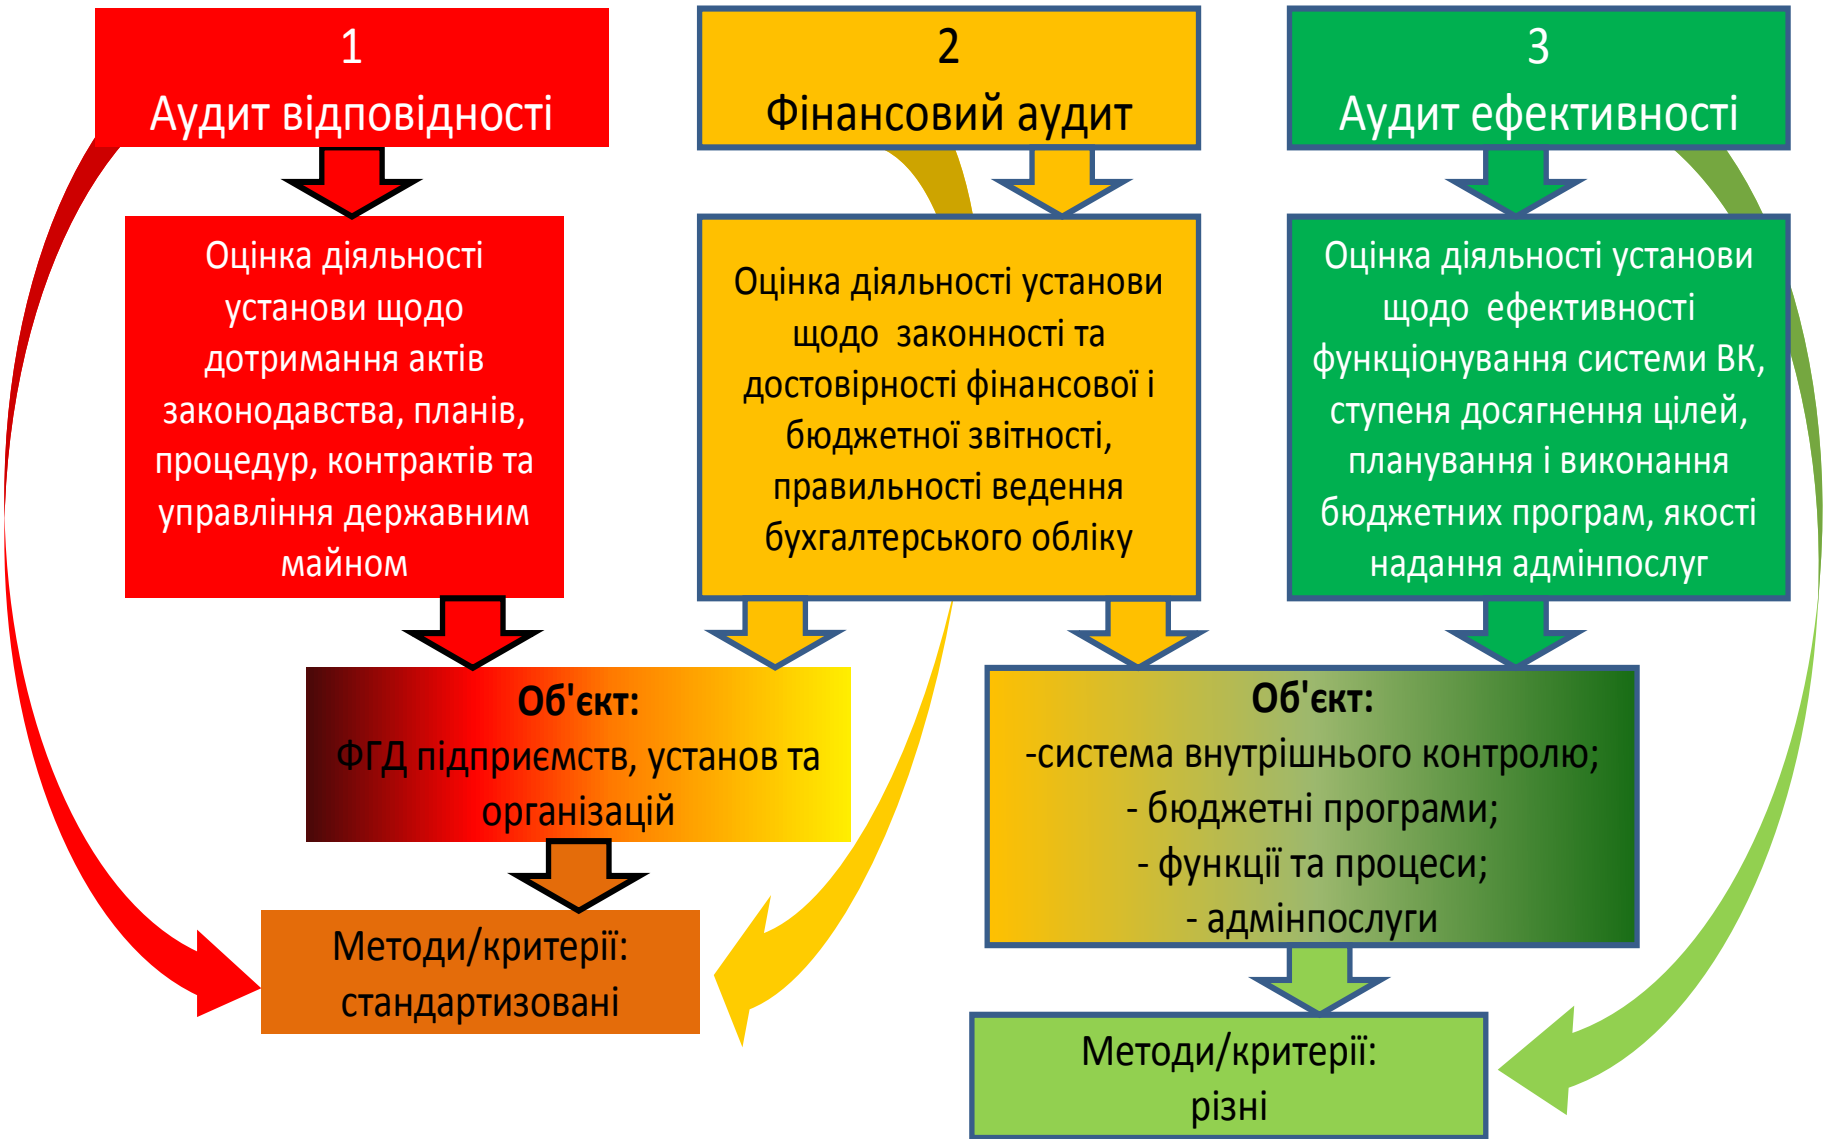 1
Аудит відповідності
2
Фінансовий аудит
3
Аудит ефективності
Оцінка діяльності
установи щодо
дотримання актів
законодавства, планів,
процедур, контрактів та
управління державним
майном
Оцінка діяльності установи
щодо законності та
достовірності фінансової і
бюджетної звітності,
правильності ведення
бухгалтерського обліку
Оцінка діяльності установи
щодо ефективності
функціонування системи ВК,
ступеня досягнення цілей,
планування і виконання
бюджетних програм, якості
надання адмінпослуг
Об'єкт:
ФГД підприємств, установ та
організацій
Об'єкт:
-система внутрішнього контролю;
- бюджетні програми;
- функції та процеси;
- адмінпослуги
Методи/критерії:
стандартизовані
Методи/критерії:
різні